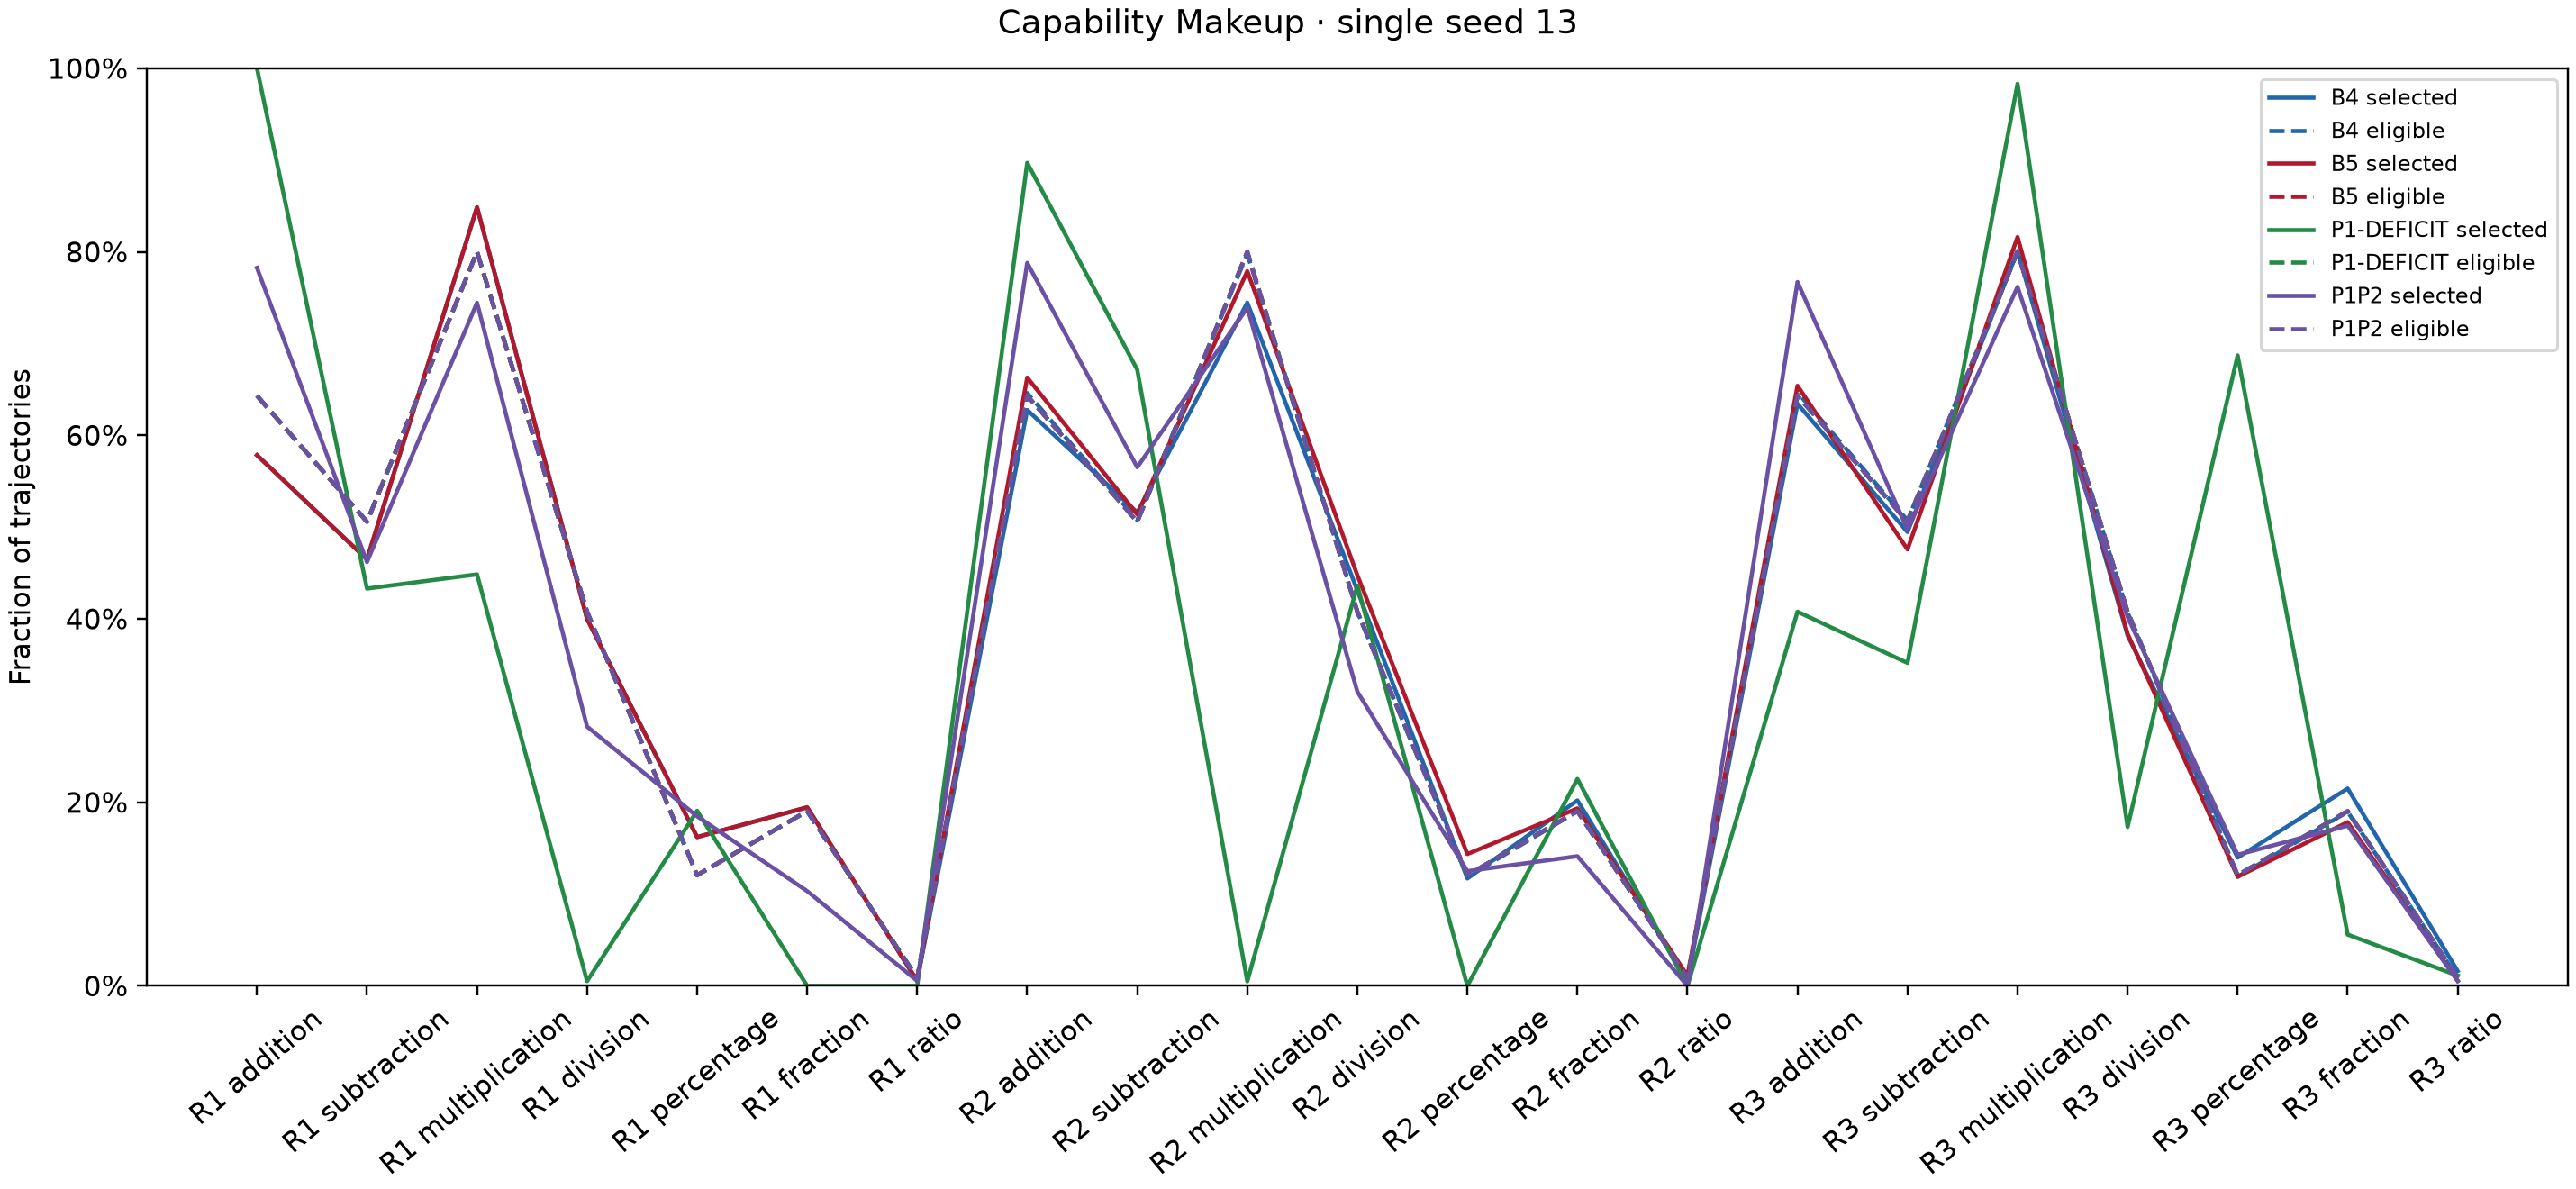 Capability Makeup · single seed 13
Fraction of trajectories
100%
80%
60%
40%
20%
0%
B4 selected
B4 eligible
B5 selected
B5 eligible
P1-DEFICIT selected
P1-DEFICIT eligible
P1P2 selected
P1P2 eligible
R1 addition
R1 subtraction
R1 multiplication
R1 division
R1 percentage
R1 fraction
R1 ratio
R2 addition
R2 subtraction
R2 multiplication
R2 division
R2 percentage
R2 fraction
R2 ratio
R3 addition
R3 subtraction
R3 multiplication
R3 division
R3 percentage
R3 fraction
R3 ratio